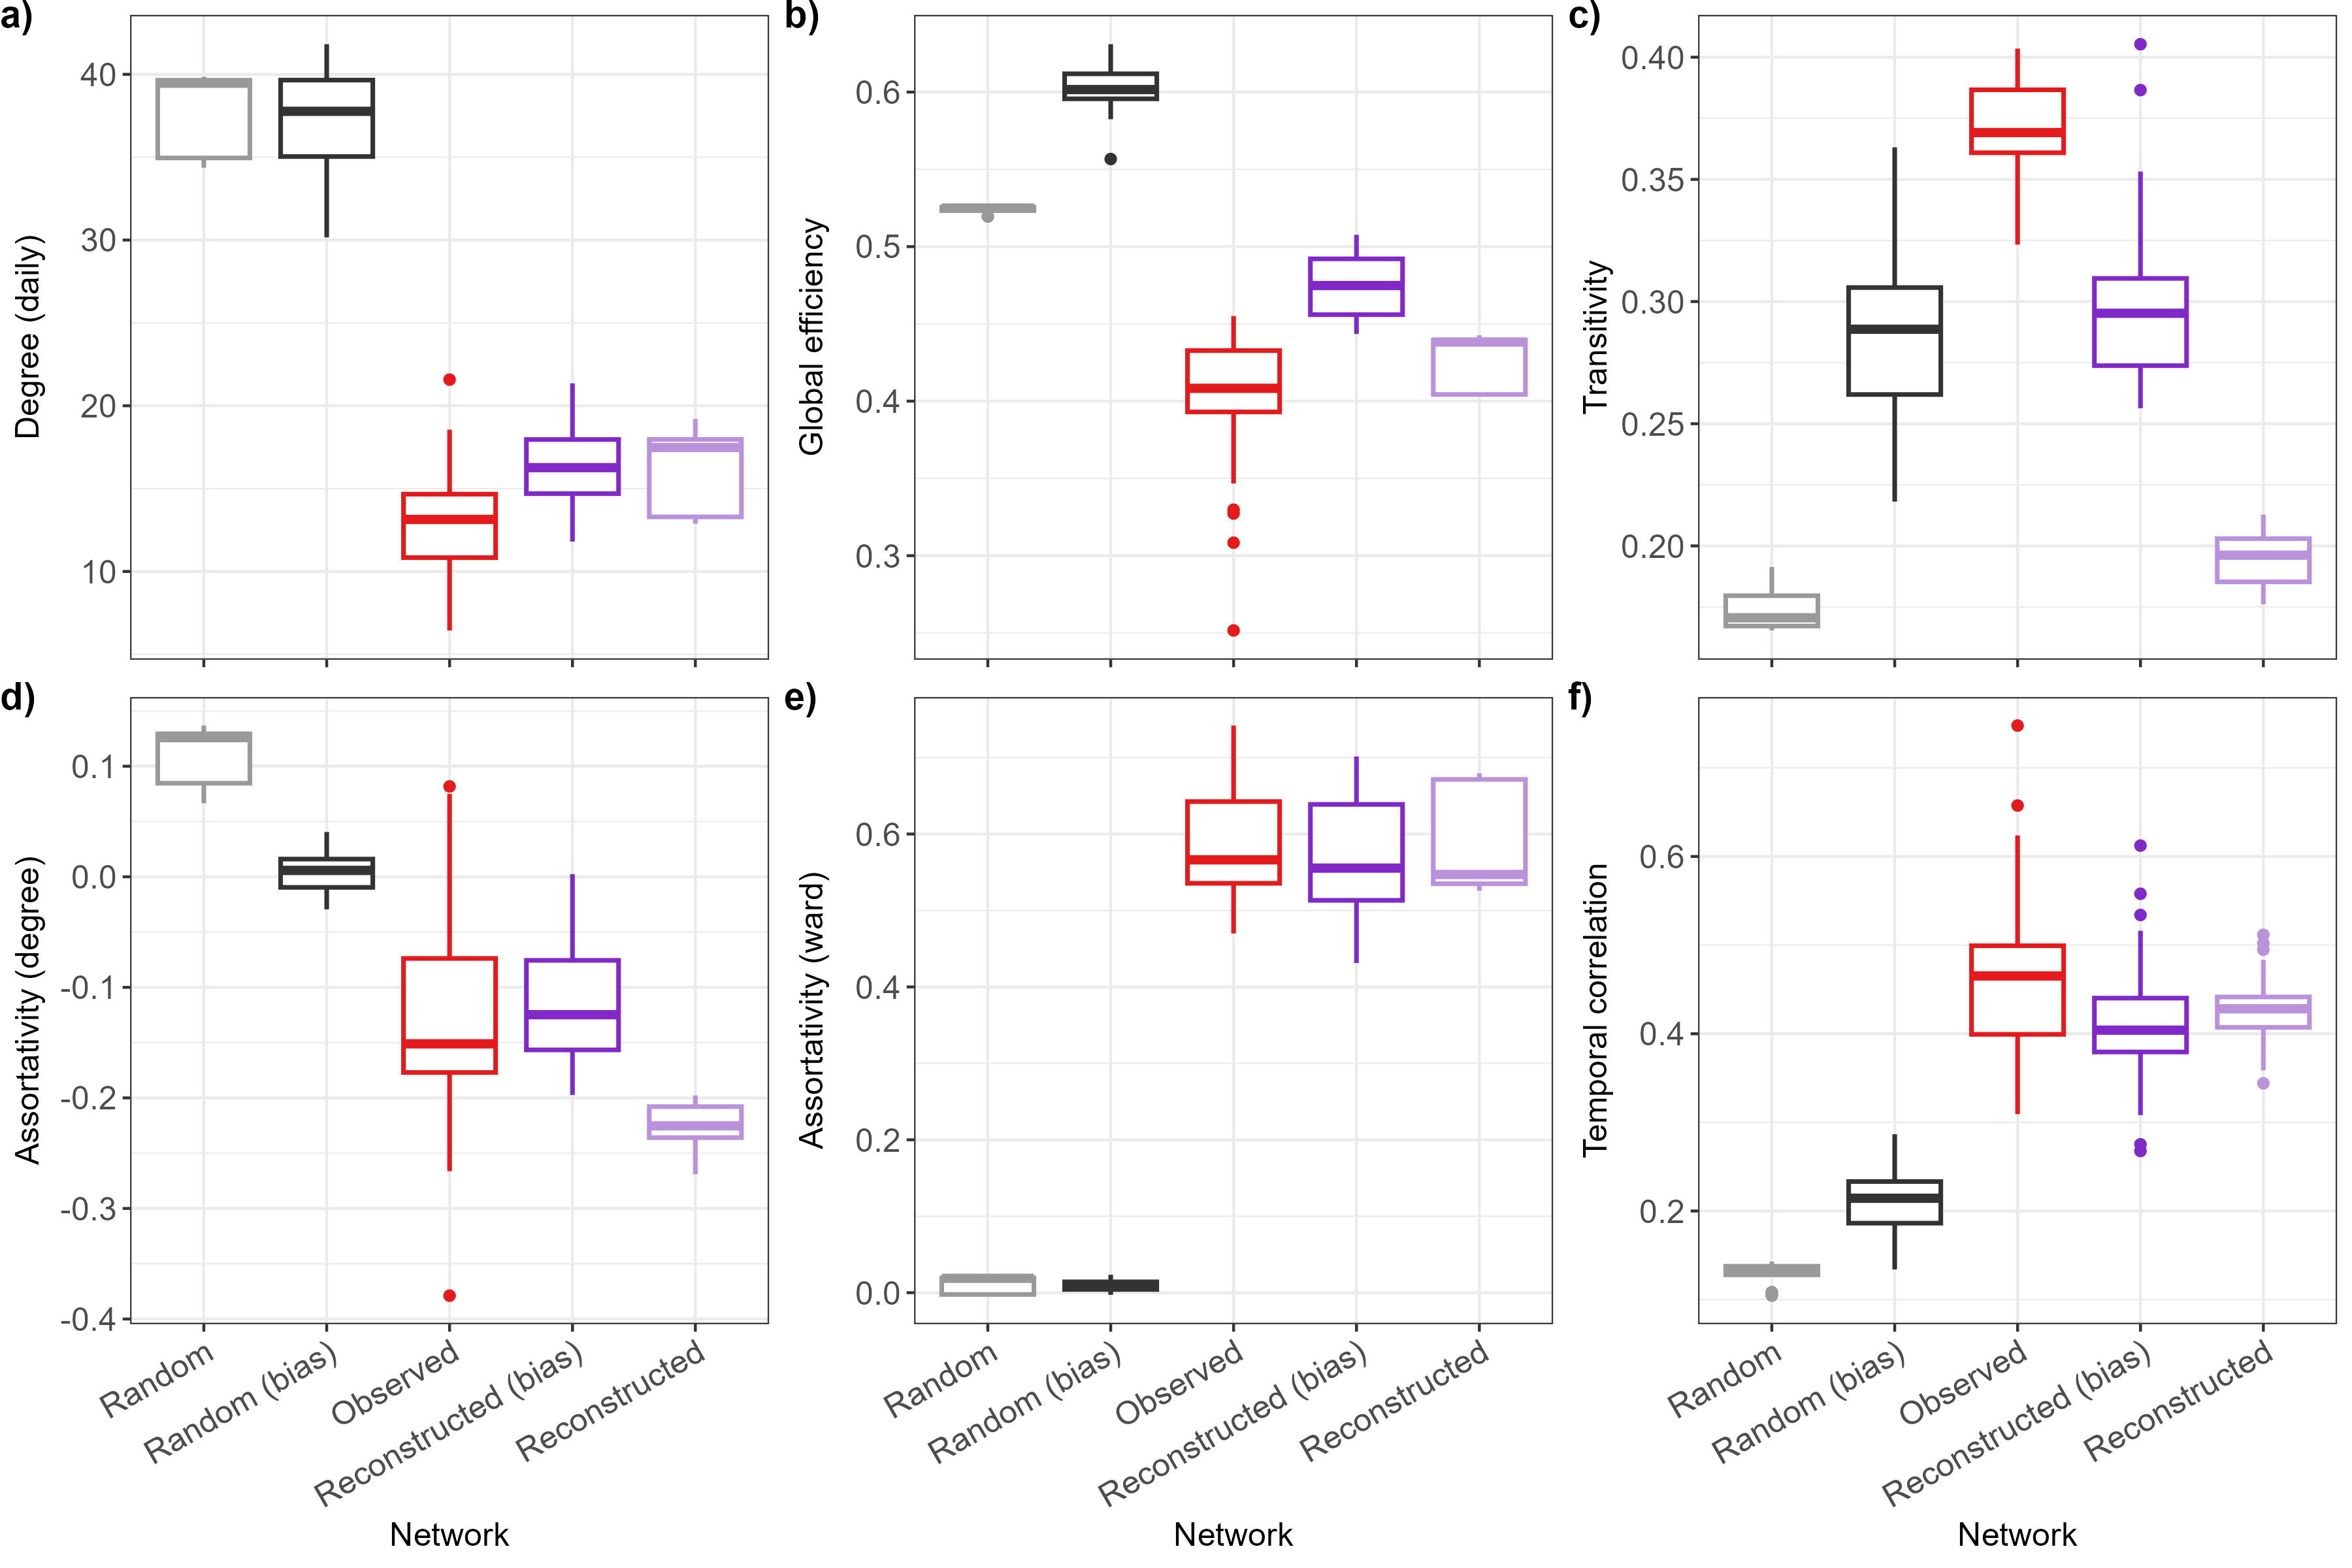 a)
Degree (daily)
40
30
20
10
b)
Global efficiency
0.6
0.5
0.4
0.3
c)
Transitivity
0.40
0.35
0.30
0.25
0.20
d)
Assortativity (degree)
0.1
0.0
-0.1
-0.2
-0.3
-0.4
Random
Random (bias)
Observed
Reconstructed (bias)
Reconstructed
Network
e)
Assortativity (ward)
0.6
0.4
0.2
0.0
Random
Random (bias)
Observed
Reconstructed (bias)
Reconstructed
Network
f)
Temporal correlation
0.6
0.4
0.2
Random
Random (bias)
Observed
Reconstructed (bias)
Reconstructed
Network